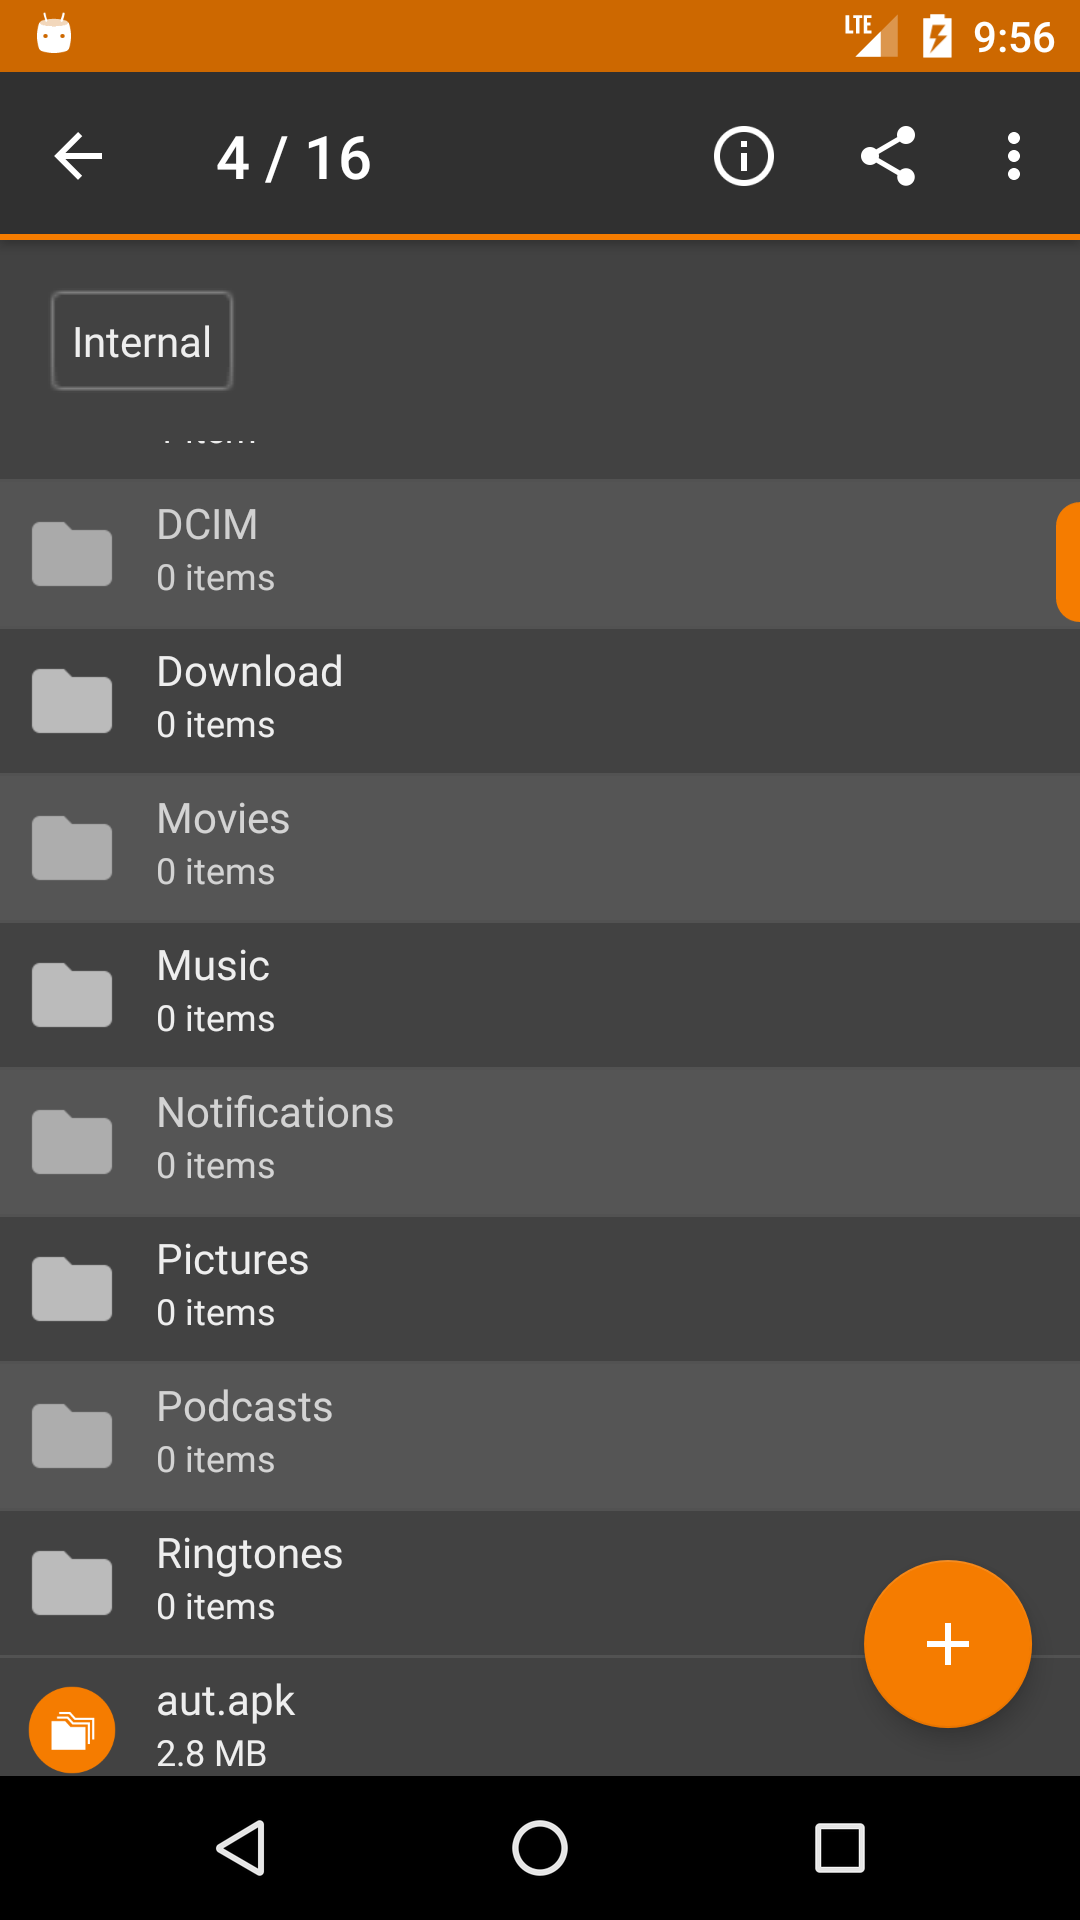 LTE 9:56
4 / 16
Internal
DCIM
0 items
Download
0 items
Movies
0 items
Music
0 items
Notifications
0 items
Pictures
0 items
Podcasts
0 items
Ringtones
0 items
aut.apk
2.8 MB